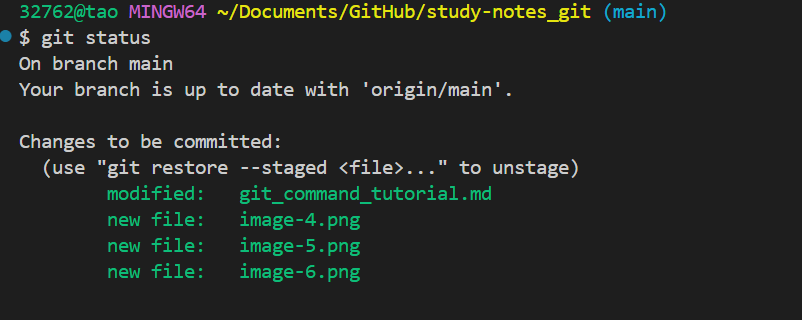 32762@tao MINGW64 ~/Documents/GitHub/study-notes_git (main)
$ git status
On branch main
Your branch is up to date with 'origin/main'.
Changes to be committed:
(use "git restore --staged <file>..." to unstage)
modified: git_command_tutorial.md
new file: image-4.png
new file: image-5.png
new file: image-6.png